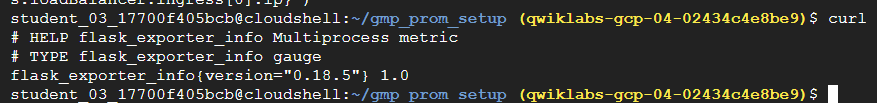 s.loadBalancer.ingress[0].ip}')
student_03_17700f405bcb@cloudshell:~/gmp_prom_setup (qwiklabs-gcp-04-02434c4e8be9)$ curl
# HELP flask_exporter_info Multiprocess metric
# TYPE flask_exporter_info gauge
flask_exporter_info{version="0.18.5"} 1.0
student_03_17700f405bcb@cloudshell:~/gmp_prom_setup (qwiklabs-gcp-04-02434c4e8be9)$